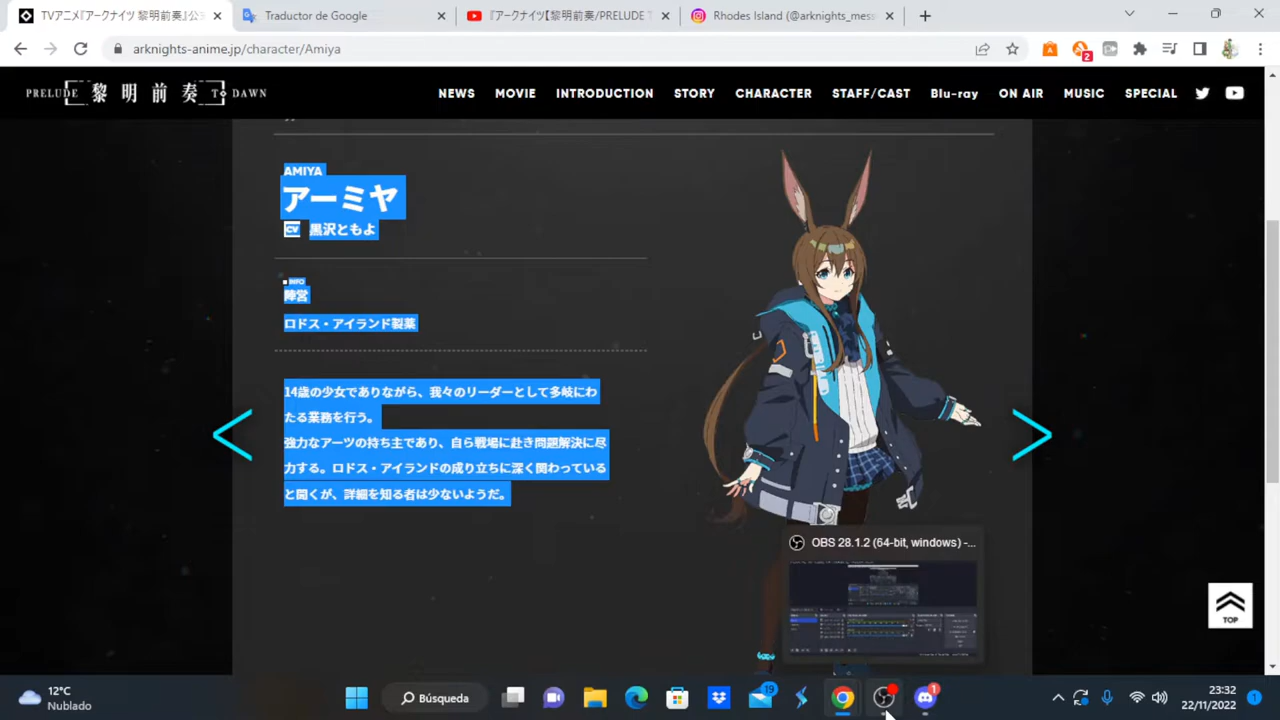 TVアニメ『アークナイツ 黎明前奏』公
Traductor de Google
『アークナイツ【黎明前奏/PRELUDE T
Rhodes Island (@arknights_mess
arknights-anime.jp/character/Amiya
2
PRELUDE 黎明前奏 TO DAWN
NEWS MOVIE INTRODUCTION STORY CHARACTER STAFF/CAST Blu-ray ON AIR MUSIC SPECIAL
AMIYA
アーミヤ
CV 黒沢ともよ
INFO
陣営
ロドス・アイランド製薬
14歳の少女でありながら、我々のリーダーとして多岐にわ
たる業務を行う。
強力なアーツの持ち主であり、自ら戦場に赴き問題解決に尽
力する。ロドス・アイランドの成り立ちに深く関わっている
と聞くが、詳細を知る者は少ないようだ。
OBS 28.1.2 (64-bit, windows) -...
TOP
12°C
Nublado
Búsqueda
19
1
23:32
22/11/2022
1